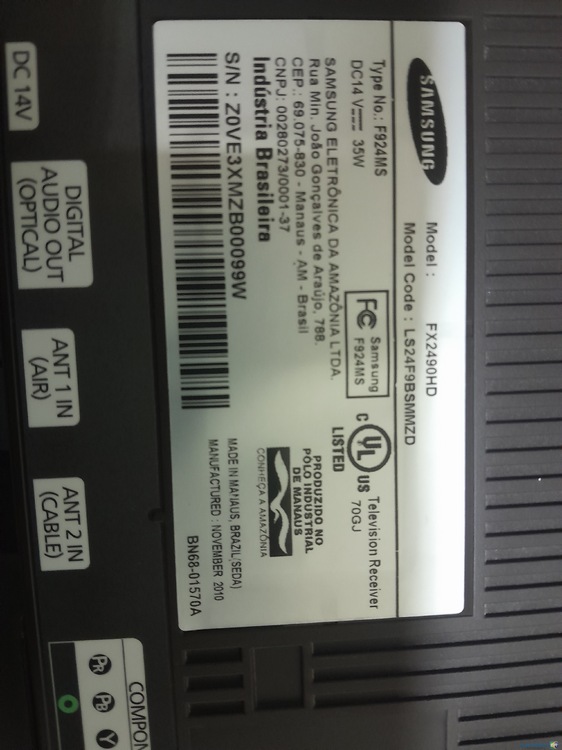 SAMSUNG
Model : FX2490HD
Model Code : LS24F9BSMMZD
Type No.: F924MS
DC14 V 35W
SAMSUNG ELETRÔNICA DA AMAZÔNIA LTDA.
Rua Min. João Gonçalves de Araújo, 788.
CEP.: 69.075-830 - Manaus - AM - Brasil
CNPJ: 00280273/0001-37
Indústria Brasileira
S/N : Z0VE3XMZB00099W
FC Samsung
F924MS
C UL US
LISTED
Television Receiver
70GJ
PRODUZIDO NO
PÓLO INDUSTRIAL
DE MANAUS
CONHEÇA A AMAZÔNIA
MADE IN MANAUS, BRAZIL(SEDA)
MANUFACTURED : NOVEMBER 2010
BN68-01570A
DC 14V
DIGITAL
AUDIO OUT
(OPTICAL)
ANT 1 IN
(AIR)
ANT 2 IN
(CABLE)
COMPON
PR PB Y